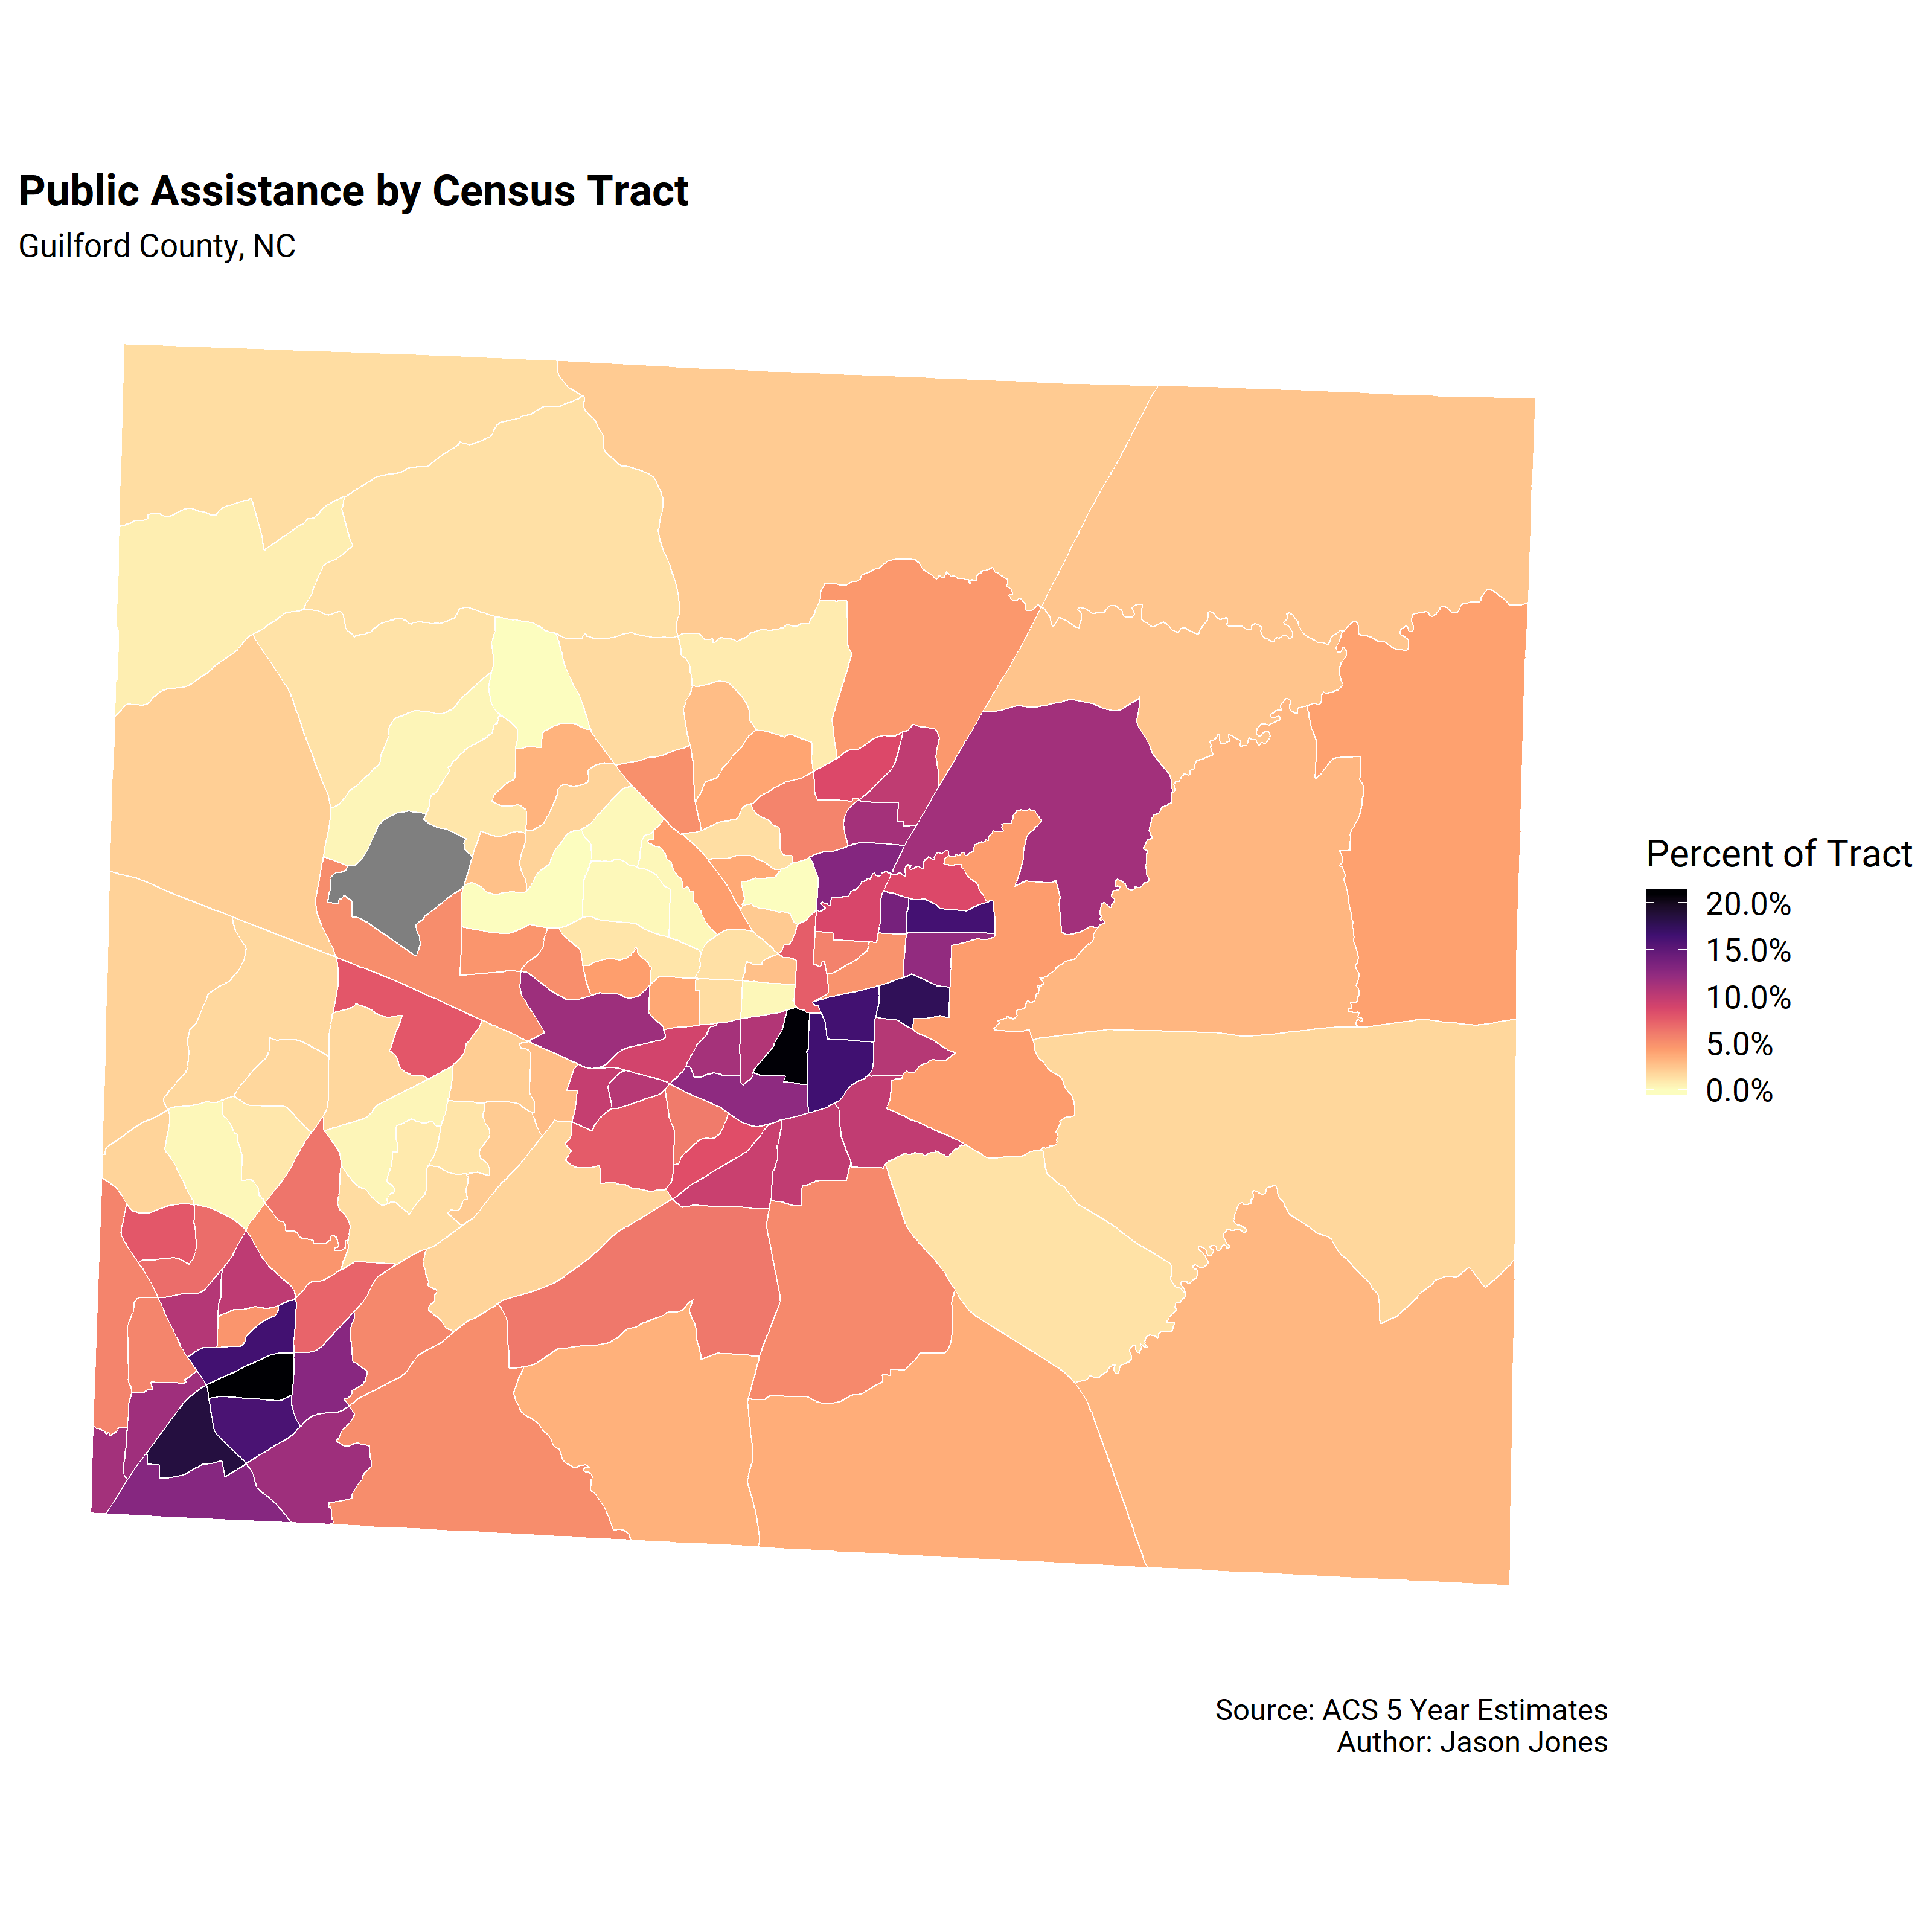 Public Assistance by Census Tract
Guilford County, NC
Percent of Tract
20.0%
15.0%
10.0%
5.0%
0.0%
Source: ACS 5 Year Estimates
Author: Jason Jones